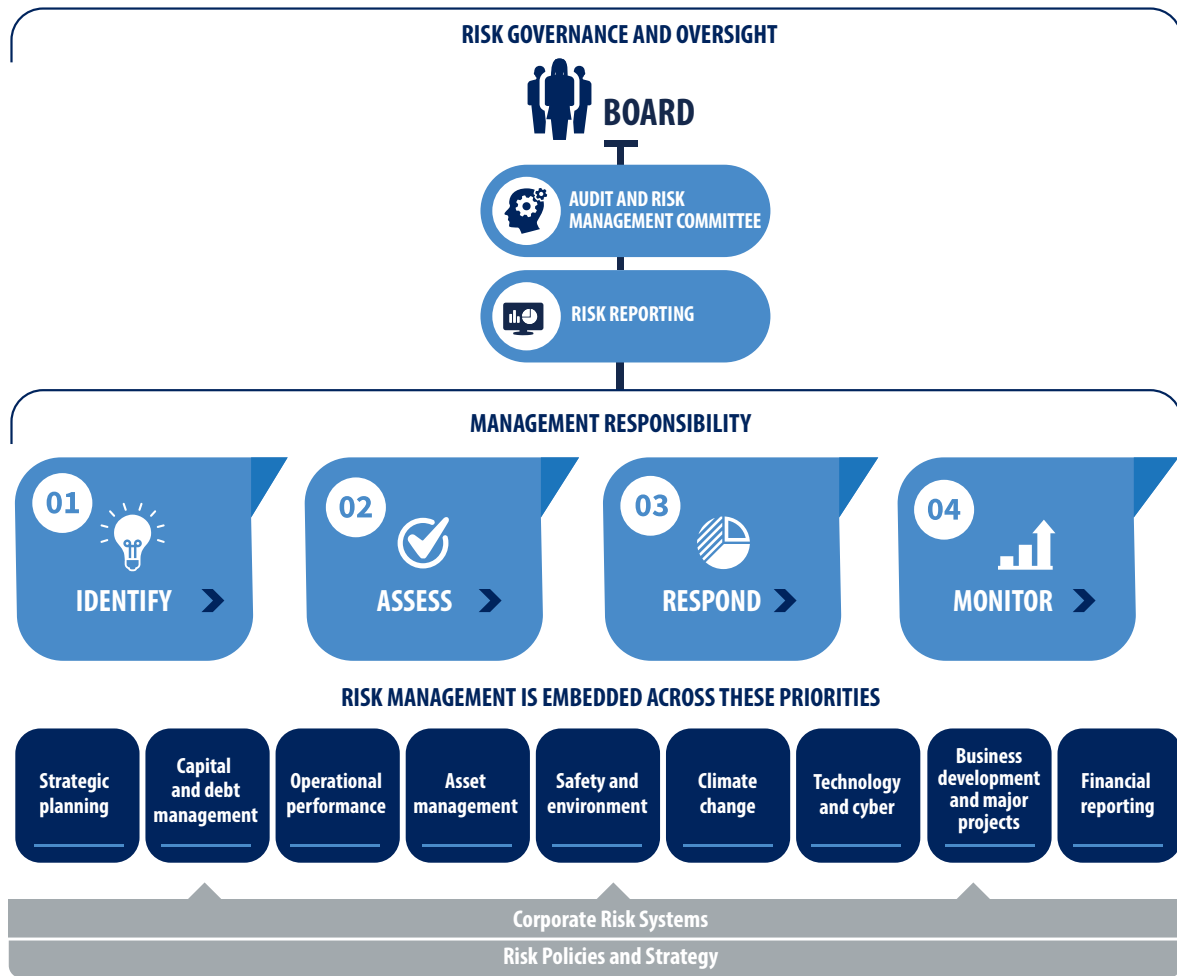 RISK GOVERNANCE AND OVERSIGHT
BOARD
AUDIT AND RISK
MANAGEMENT COMMITTEE
RISK REPORTING
MANAGEMENT RESPONSIBILITY
01
IDENTIFY
02
ASSESS
03
RESPOND
04
MONITOR
RISK MANAGEMENT IS EMBEDDED ACROSS THESE PRIORITIES
Strategic
planning
Capital
and debt
management
Operational
performance
Asset
management
Safety and
environment
Climate
change
Technology
and cyber
Business
development
and major
projects
Financial
reporting
Corporate Risk Systems
Risk Policies and Strategy